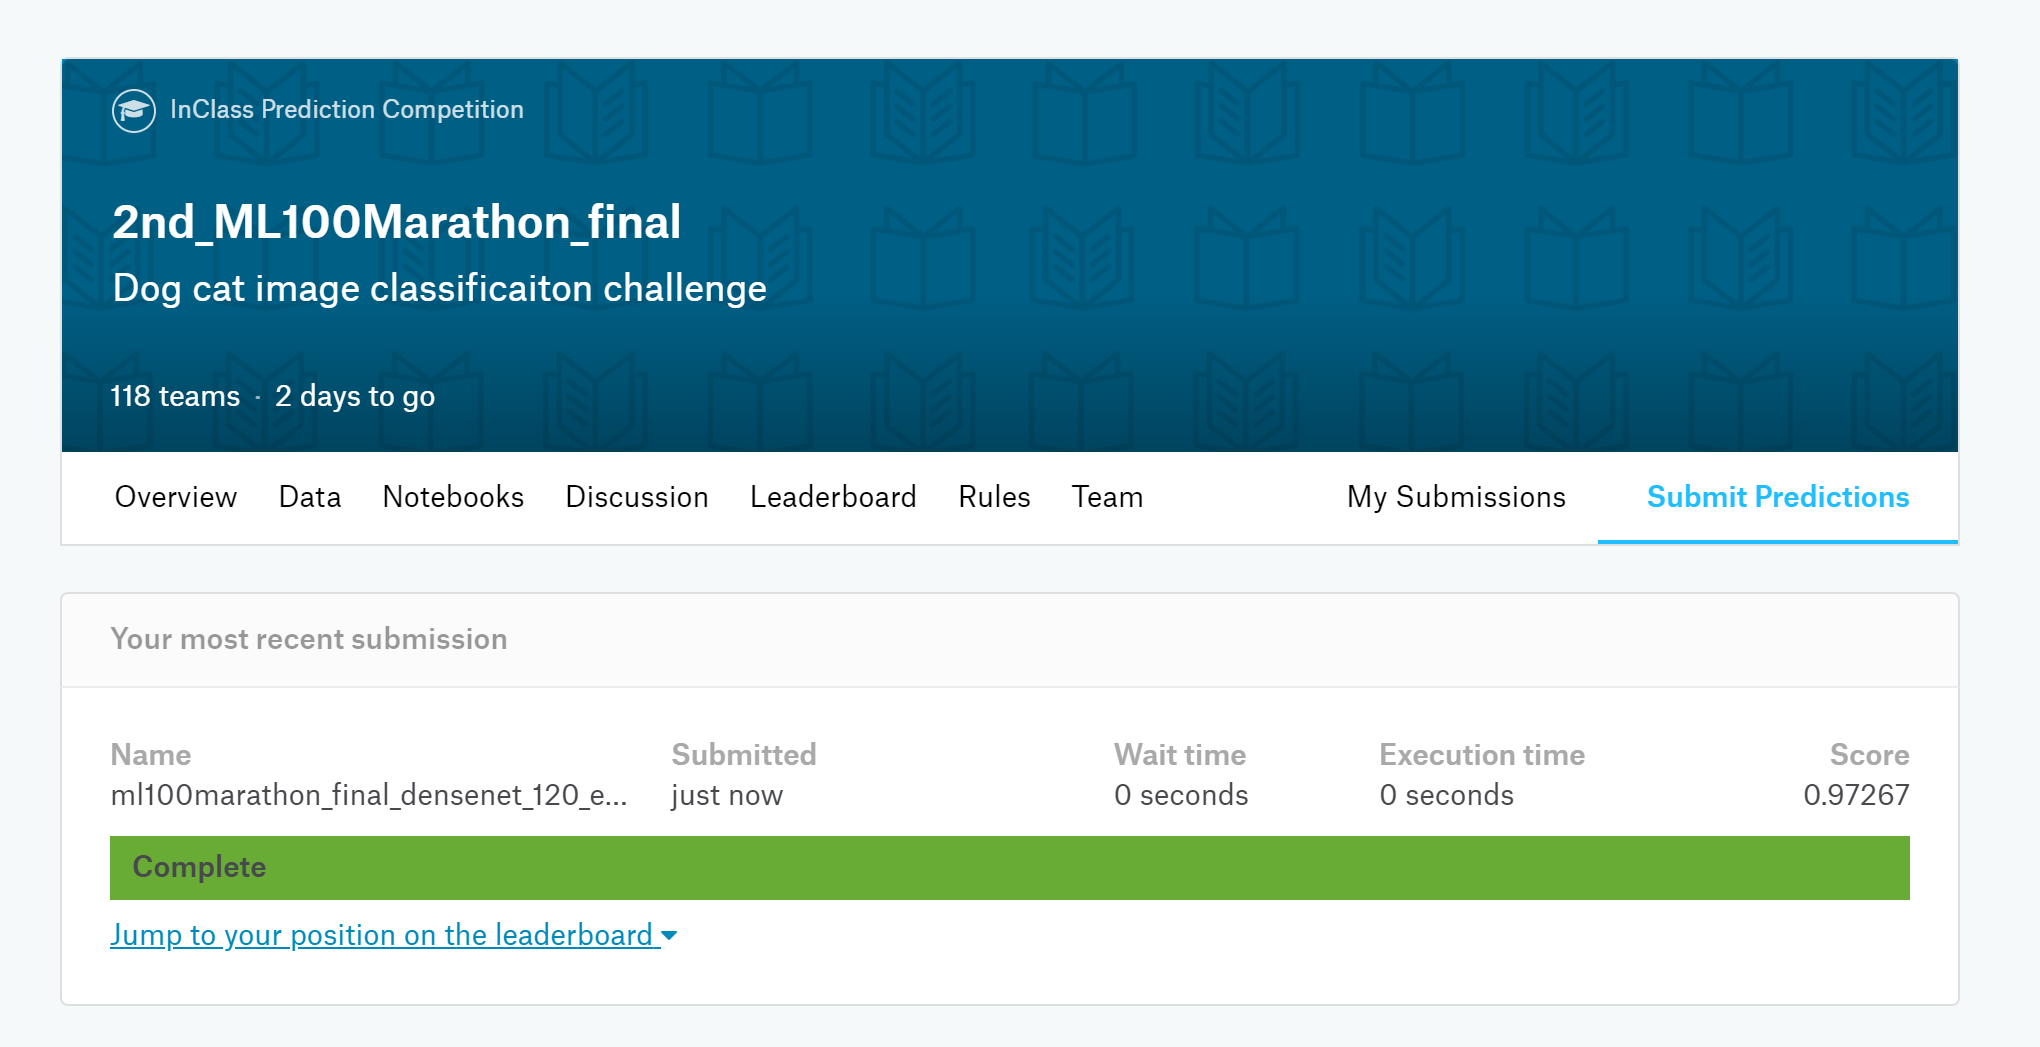 InClass Prediction Competition
2nd_ML100Marathon_final
Dog cat image classificaiton challenge
118 teams · 2 days to go
Overview Data Notebooks Discussion Leaderboard Rules Team My Submissions Submit Predictions
Your most recent submission
Name Submitted Wait time Execution time Score
ml100marathon_final_densenet_120_e... just now 0 seconds 0 seconds 0.97267
Complete
Jump to your position on the leaderboard